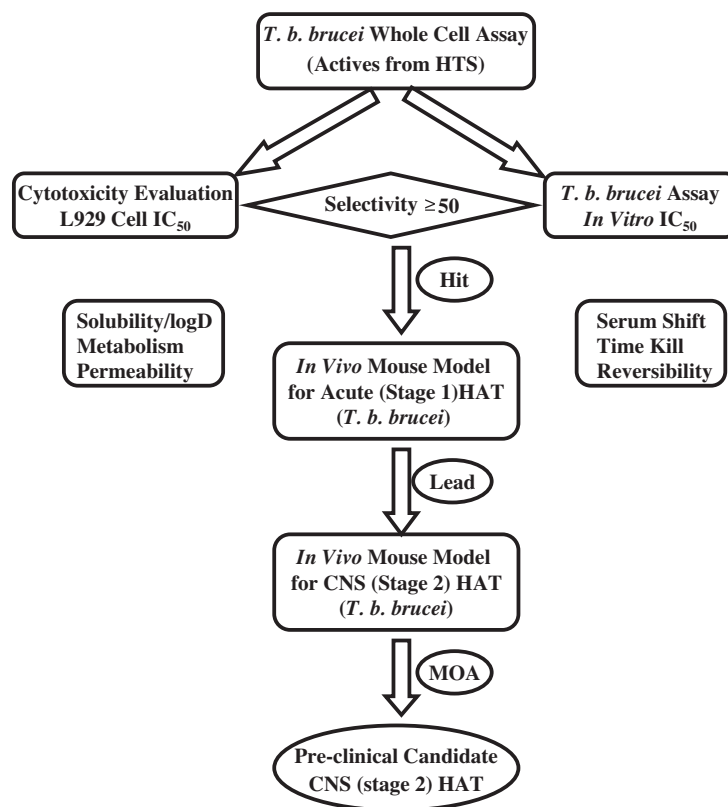 T. b. brucei Whole Cell Assay
(Actives from HTS)
Cytotoxicity Evaluation
L929 Cell IC50
Selectivity ≥50
T. b. brucei Assay
In Vitro IC50
Hit
Solubility/logD
Metabolism
Permeability
Serum Shift
Time Kill
Reversibility
In Vivo Mouse Model
for Acute (Stage 1)HAT
(T. b. brucei)
Lead
In Vivo Mouse Model
for CNS (Stage 2) HAT
(T. b. brucei)
MOA
Pre-clinical Candidate
CNS (stage 2) HAT